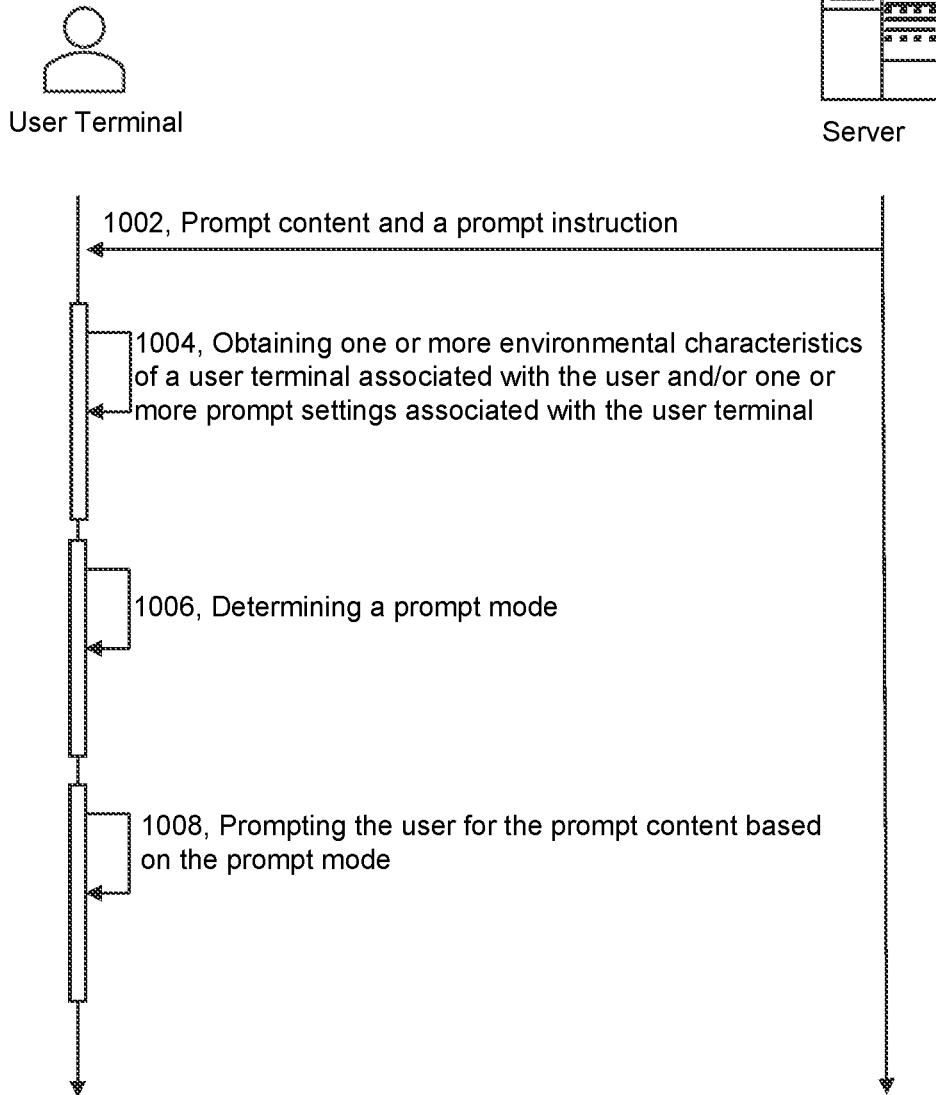 User Terminal
Server
1002, Prompt content and a prompt instruction
1004, Obtaining one or more environmental characteristics
of a user terminal associated with the user and/or one or
more prompt settings associated with the user terminal
1006, Determining a prompt mode
1008, Prompting the user for the prompt content based
on the prompt mode